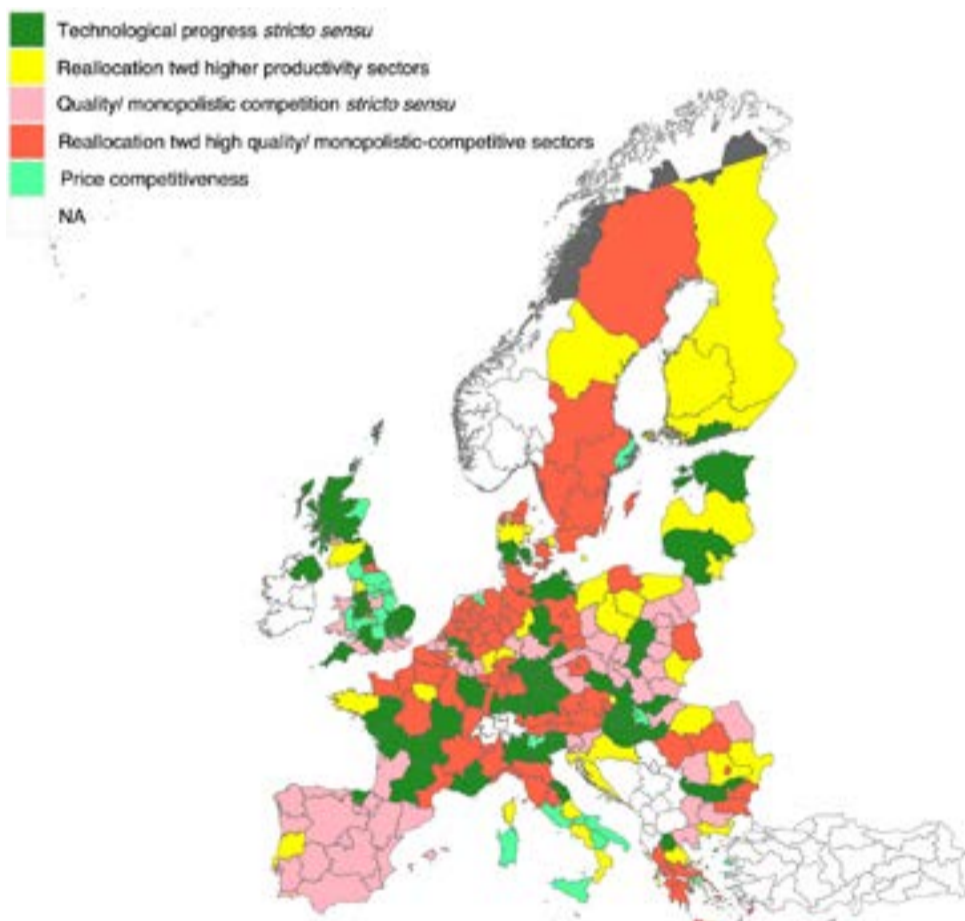 Technological progress stricto sensu
Reallocation twd higher productivity sectors
Quality/ monopolistic competition stricto sensu
Reallocation twd high quality/ monopolistic-competitive sectors
Price competitiveness
NA